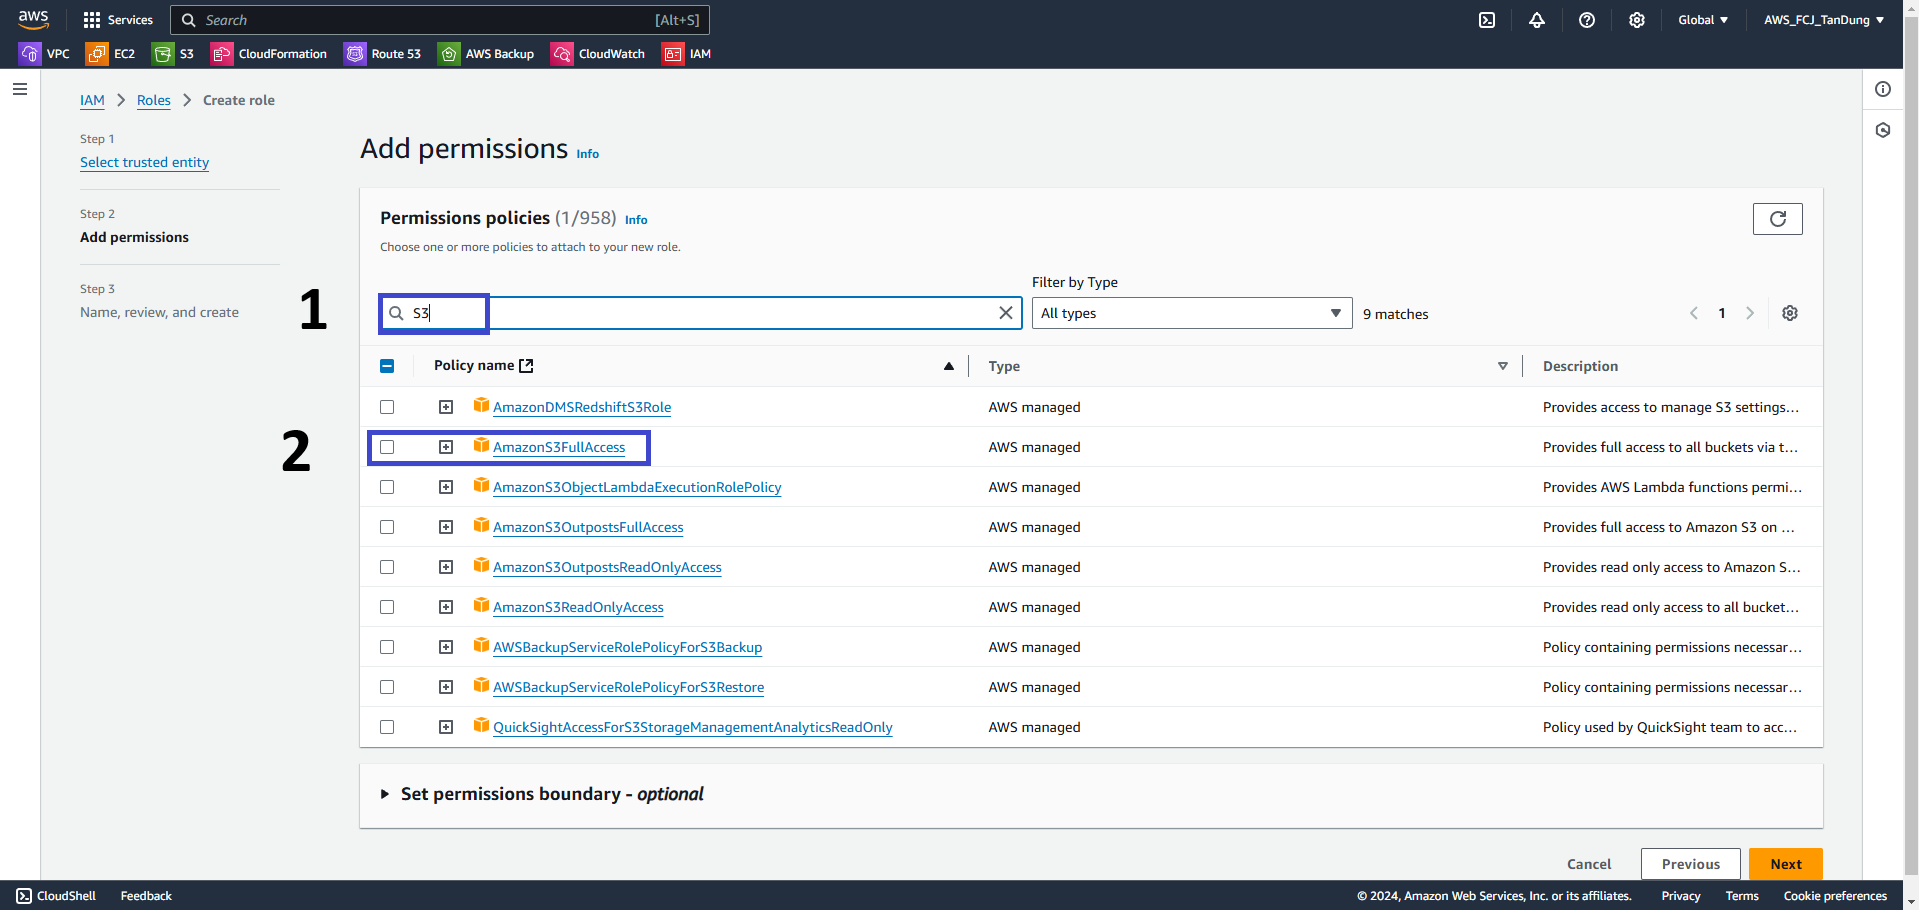 aws Services Search [Alt+S] Global ▼ AWS_FCJ_TanDung ▼
VPC EC2 S3 CloudFormation Route 53 AWS Backup CloudWatch IAM
IAM > Roles > Create role
Step 1
Select trusted entity
Step 2
Add permissions
Step 3
Name, review, and create
Add permissions Info
Permissions policies (1/958) Info
Choose one or more policies to attach to your new role.
Filter by Type
1
S3 All types 9 matches 1
Policy name Type Description
AmazonDMSRedshiftS3Role AWS managed Provides access to manage S3 settings...
2
AmazonS3FullAccess AWS managed Provides full access to all buckets via t...
AmazonS3ObjectLambdaExecutionRolePolicy AWS managed Provides AWS Lambda functions permi...
AmazonS3OutpostsFullAccess AWS managed Provides full access to Amazon S3 on ...
AmazonS3OutpostsReadOnlyAccess AWS managed Provides read only access to Amazon S...
AmazonS3ReadOnlyAccess AWS managed Provides read only access to all bucket...
AWSBackupServiceRolePolicyForS3Backup AWS managed Policy containing permissions necessar...
AWSBackupServiceRolePolicyForS3Restore AWS managed Policy containing permissions necessar...
QuickSightAccessForS3StorageManagementAnalyticsReadOnly AWS managed Policy used by QuickSight team to acc...
Set permissions boundary - optional
Cancel Previous Next
CloudShell Feedback © 2024, Amazon Web Services, Inc. or its affiliates. Privacy Terms Cookie preferences